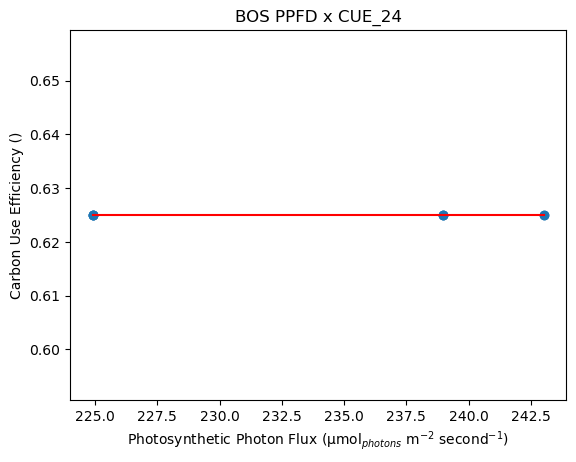 BOS PPFD x CUE_24
Carbon Use Efficiency ()
0.65
0.64
0.63
0.62
0.61
0.60
225.0 227.5 230.0 232.5 235.0 237.5 240.0 242.5
Photosynthetic Photon Flux (μmol$_{photons}$ m$^{-2}$ second$^{-1}$)